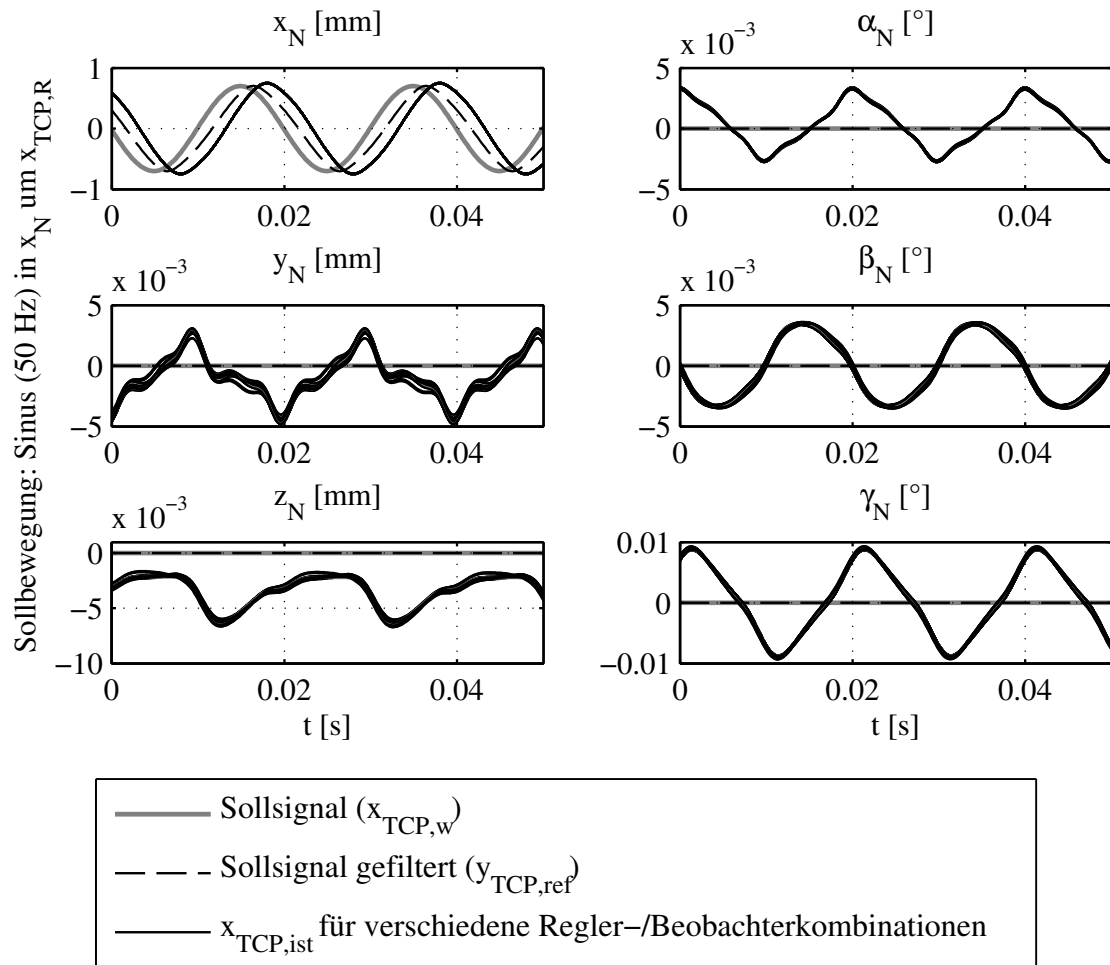 Sollbewegung: Sinus (50 Hz) in x_N um x_TCP,R
x_N [mm]
1
0
−1
0 0.02 0.04
α_N [°]
x 10^−3
5
0
−5
0 0.02 0.04
y_N [mm]
x 10^−3
5
0
−5
0 0.02 0.04
β_N [°]
x 10^−3
5
0
−5
0 0.02 0.04
z_N [mm]
x 10^−3
0
−5
−10
0 0.02 0.04
t [s]
γ_N [°]
0.01
0
−0.01
0 0.02 0.04
t [s]
Sollsignal (x_TCP,w)
Sollsignal gefiltert (y_TCP,ref)
x_TCP,ist für verschiedene Regler−/Beobachterkombinationen